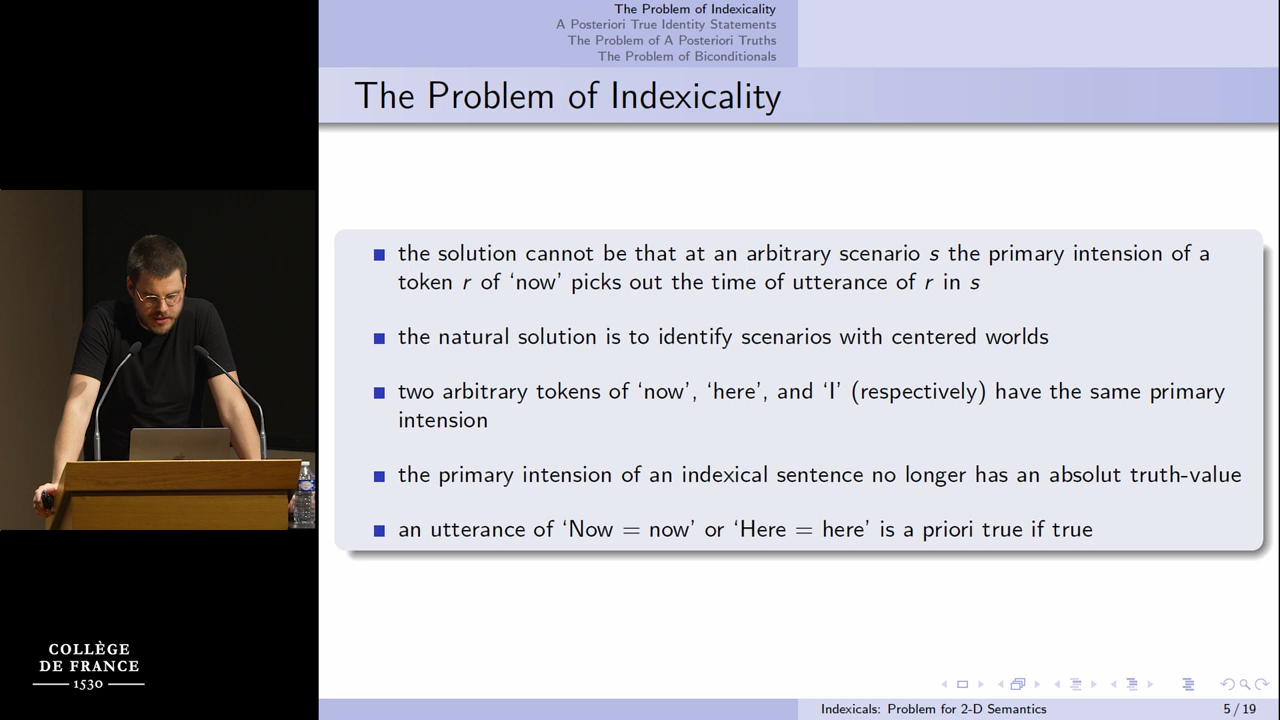 The Problem of Indexicality
A Posteriori True Identity Statements
The Problem of A Posteriori Truths
The Problem of Biconditionals
The Problem of Indexicality
the solution cannot be that at an arbitrary scenario s the primary intension of a
token r of ‘now’ picks out the time of utterance of r in s
the natural solution is to identify scenarios with centered worlds
two arbitrary tokens of ‘now’, ‘here’, and ‘I’ (respectively) have the same primary
intension
the primary intension of an indexical sentence no longer has an absolut truth-value
an utterance of ‘Now = now’ or ‘Here = here’ is a priori true if true
COLLÈGE
DE FRANCE
1530
Indexicals: Problem for 2-D Semantics
5 / 19